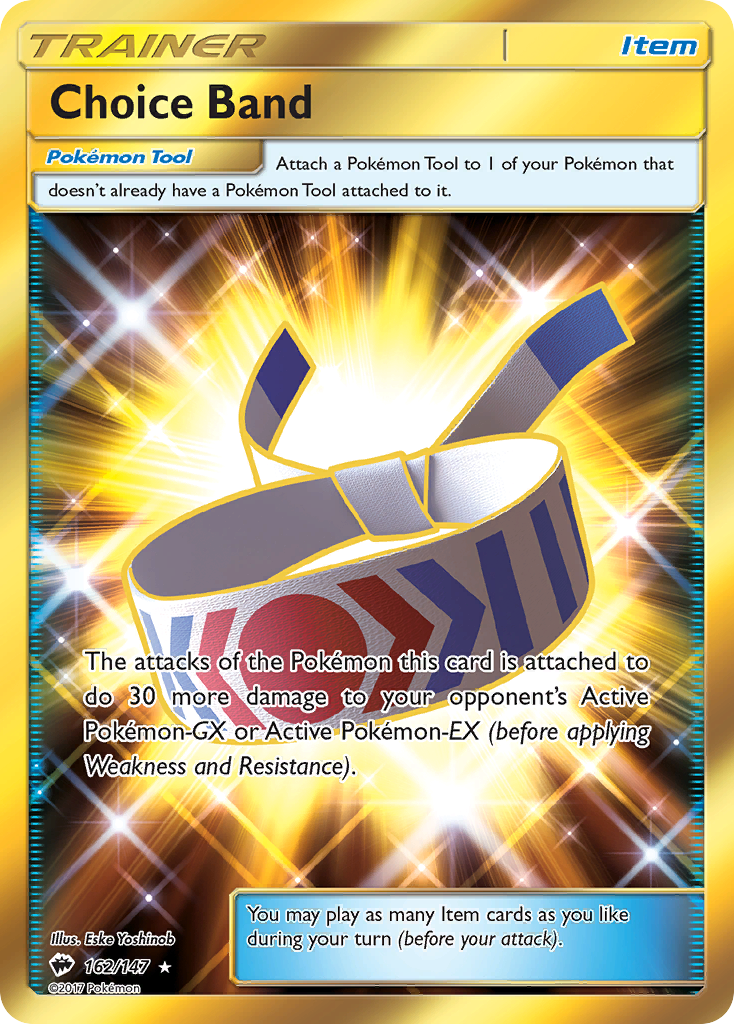 TRAINER
Item
Choice Band
Pokémon Tool
Attach a Pokémon Tool to 1 of your Pokémon that
doesn't already have a Pokémon Tool attached to it.
The attacks of the Pokémon this card is attached to
do 30 more damage to your opponent's Active
Pokémon-GX or Active Pokémon-EX (before applying
Weakness and Resistance).
You may play as many Item cards as you like
during your turn (before your attack).
Illus. Eske Yoshinob
162/147 ★
©2017 Pokémon